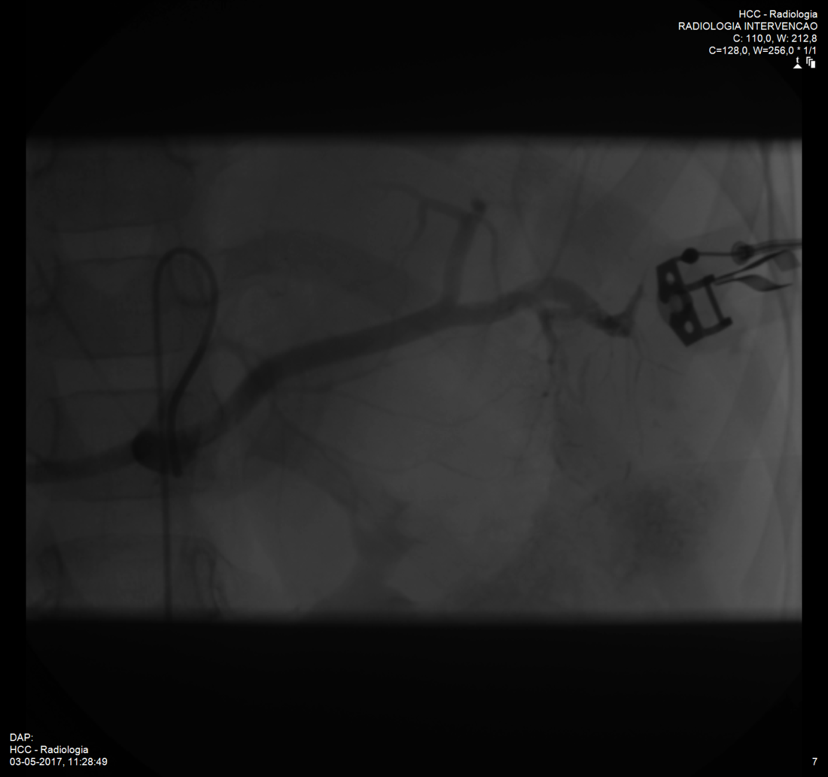 HCC - Radiologia
RADIOLOGIA INTERVENCAO
C: 110,0, W: 212,8
C=128,0, W=256,0 * 1/1
DAP:
HCC - Radiologia
03-05-2017, 11:28:49
7